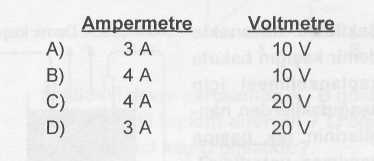 Ampermetre Voltmetre
A) 3 A 10 V
B) 4 A 10 V
C) 4 A 20 V
D) 3 A 20 V